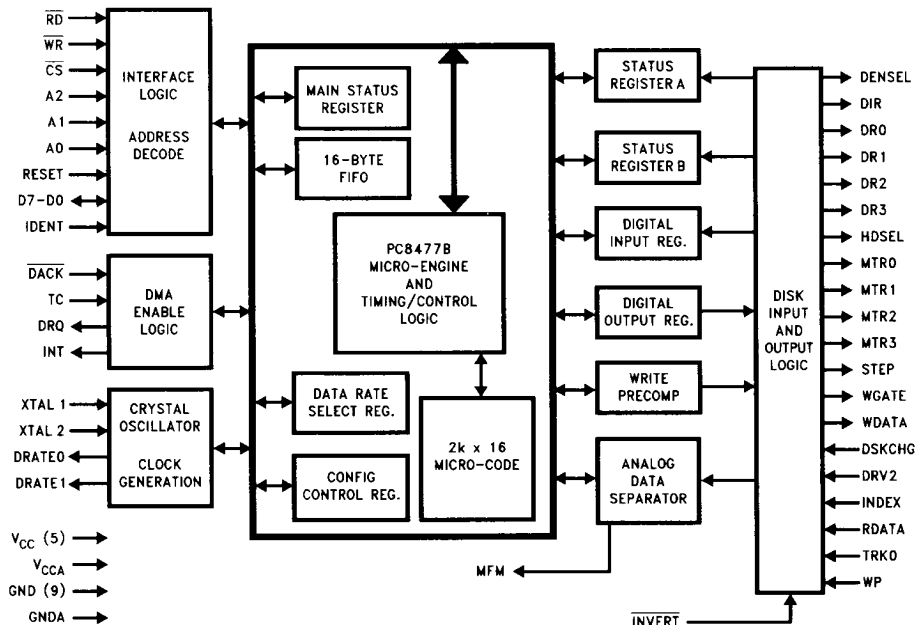 RD
WR
CS
A2
A1
A0
RESET
D7-D0
IDENT
INTERFACE
LOGIC
ADDRESS
DECODE
DACK
TC
DRQ
INT
DMA
ENABLE
LOGIC
XTAL 1
XTAL 2
DRATE0
DRATE1
CRYSTAL
OSCILLATOR
CLOCK
GENERATION
VCC (5)
VCCA
GND (9)
GNDA
MAIN STATUS
REGISTER
16-BYTE
FIFO
PC8477B
MICRO-ENGINE
AND
TIMING/CONTROL
LOGIC
DATA RATE
SELECT REG.
CONFIG
CONTROL REG.
2k x 16
MICRO-CODE
STATUS
REGISTER A
STATUS
REGISTER B
DIGITAL
INPUT REG.
DIGITAL
OUTPUT REG.
WRITE
PRECOMP
ANALOG
DATA
SEPARATOR
MFM
DISK
INPUT
AND
OUTPUT
LOGIC
INVERT
DENSEL
DIR
DR0
DR1
DR2
DR3
HDSEL
MTR0
MTR1
MTR2
MTR3
STEP
WGATE
WDATA
DSKCHG
DRV2
INDEX
RDATA
TRK0
WP